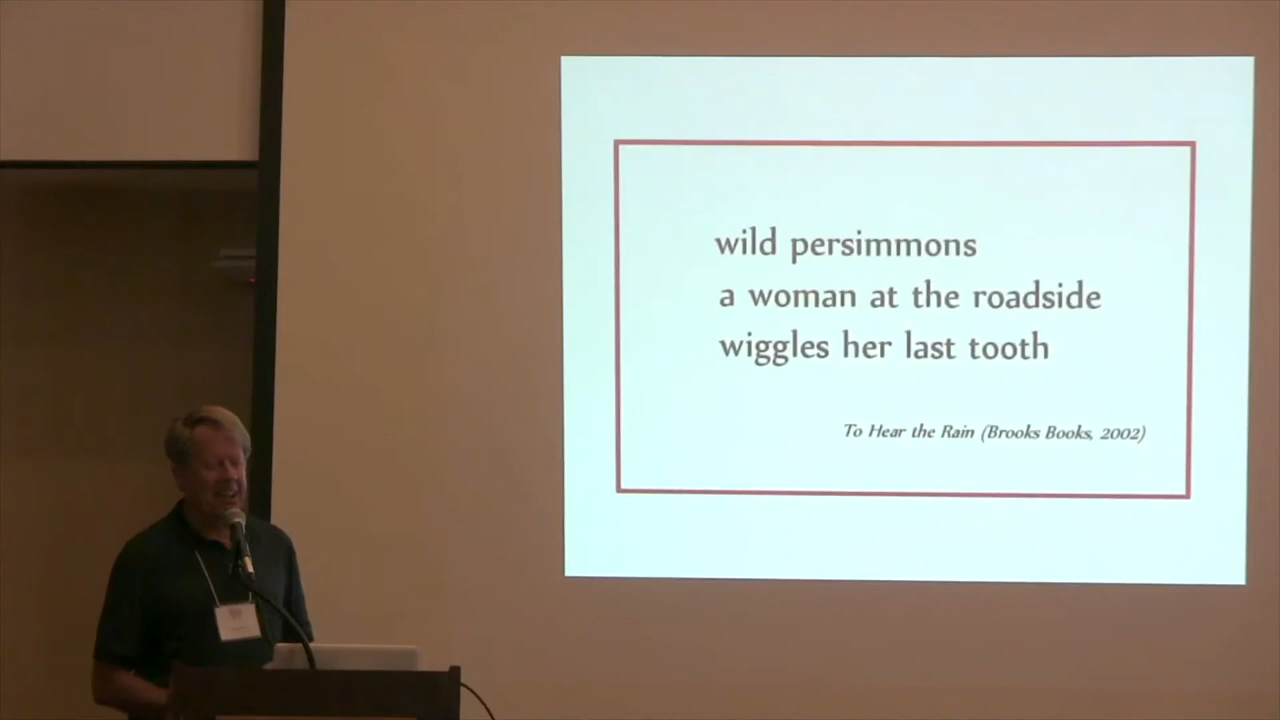 wild persimmons
a woman at the roadside
wiggles her last tooth
To Hear the Rain (Brooks Books, 2002)